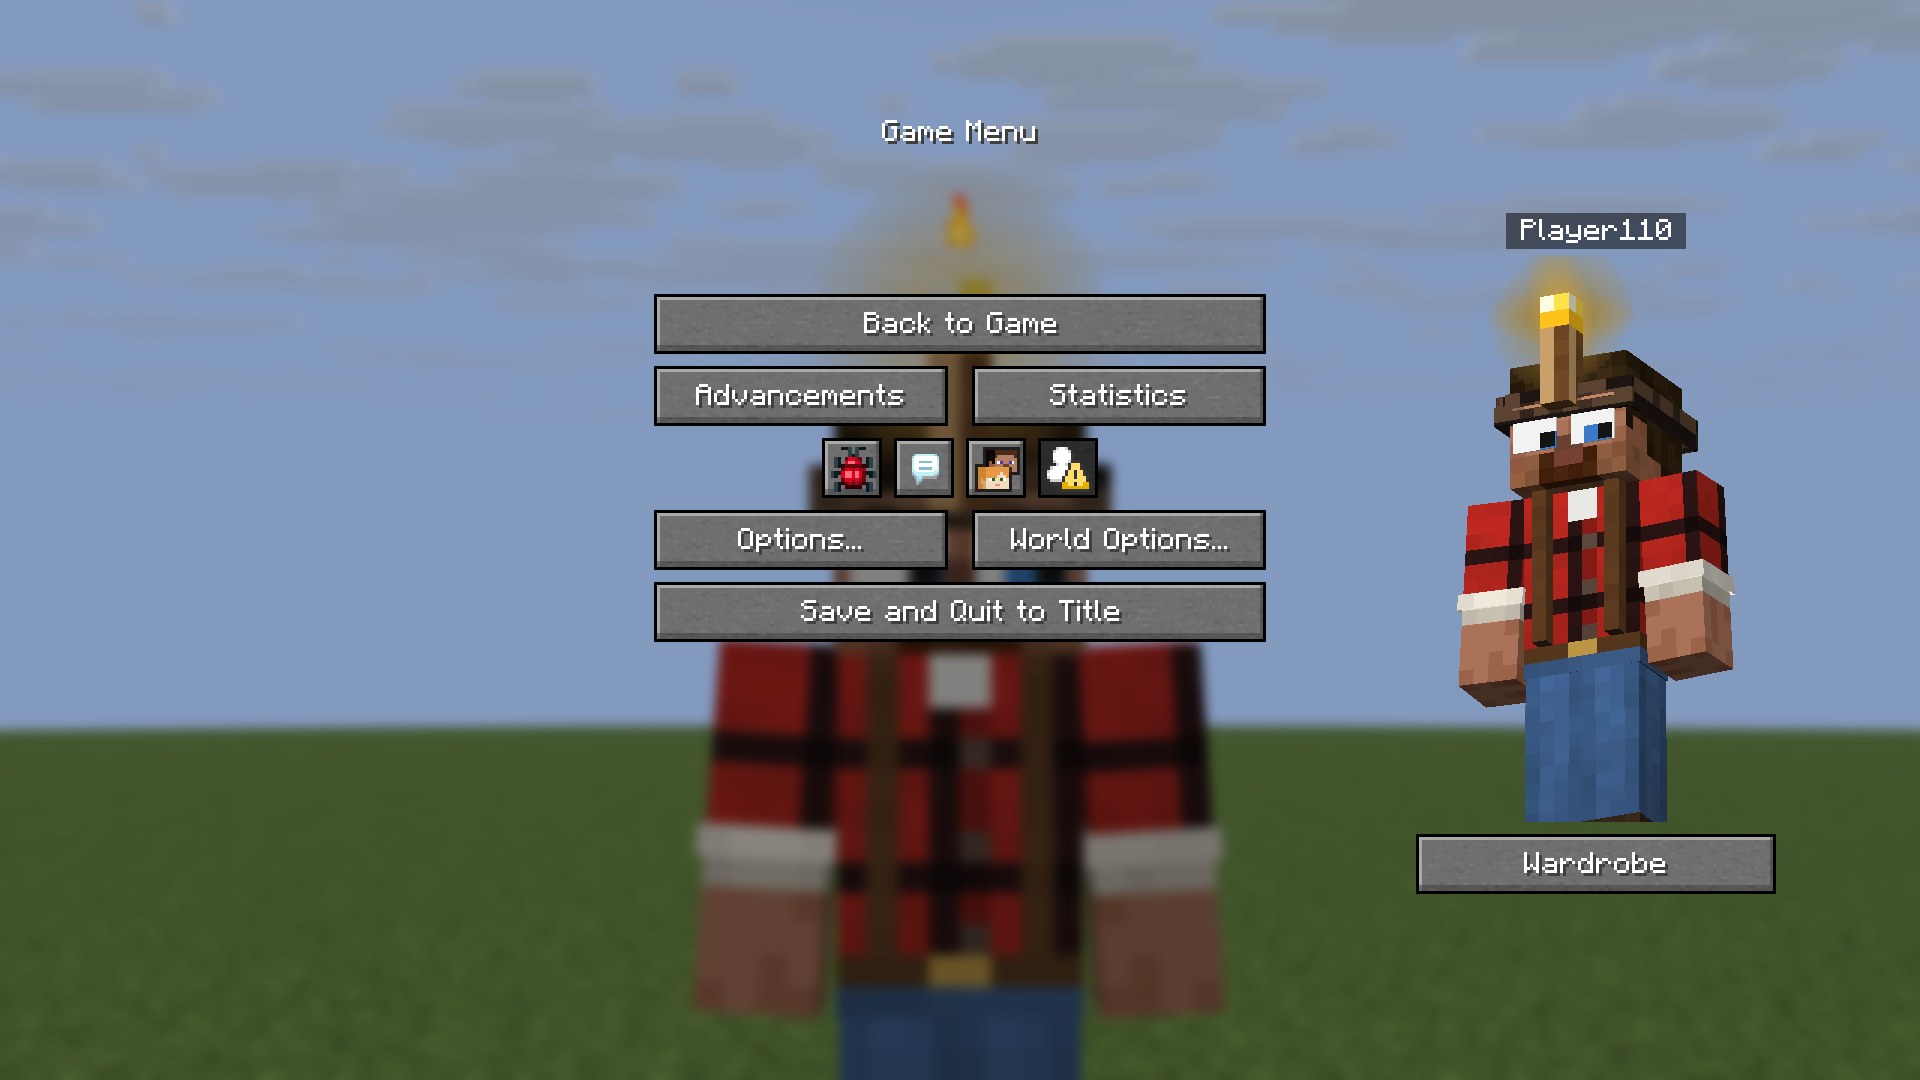 Game Menu
Player110
Back to Game
Advancements
Statistics
Options...
World Options...
Save and Quit to Title
Wardrobe